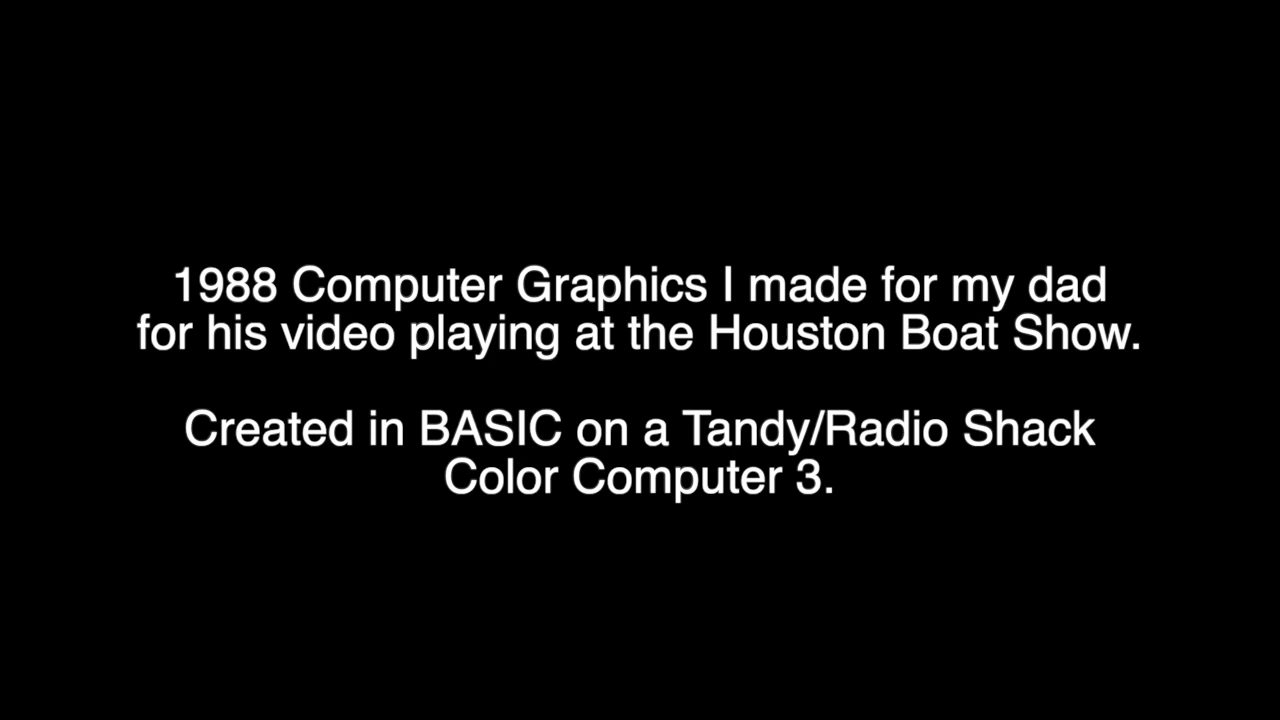 1988 Computer Graphics I made for my dad
for his video playing at the Houston Boat Show.
Created in BASIC on a Tandy/Radio Shack
Color Computer 3.